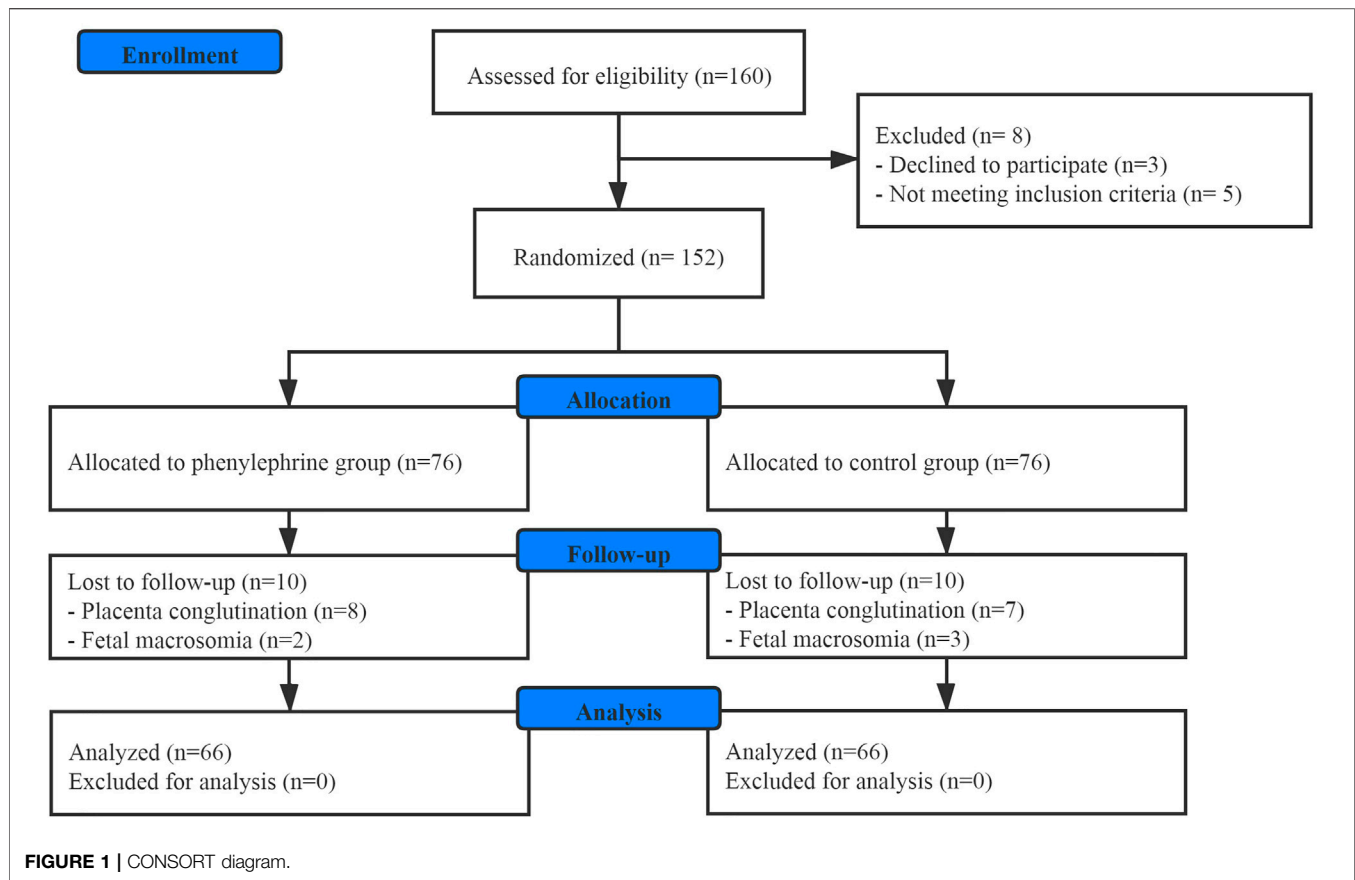 Enrollment
Assessed for eligibility (n=160)
Excluded (n= 8)
- Declined to participate (n=3)
- Not meeting inclusion criteria (n= 5)
Randomized (n= 152)
Allocation
Allocated to phenylephrine group (n=76)
Allocated to control group (n=76)
Follow-up
Lost to follow-up (n=10)
- Placenta conglutination (n=8)
- Fetal macrosomia (n=2)
Lost to follow-up (n=10)
- Placenta conglutination (n=7)
- Fetal macrosomia (n=3)
Analysis
Analyzed (n=66)
Excluded for analysis (n=0)
Analyzed (n=66)
Excluded for analysis (n=0)
FIGURE 1 | CONSORT diagram.